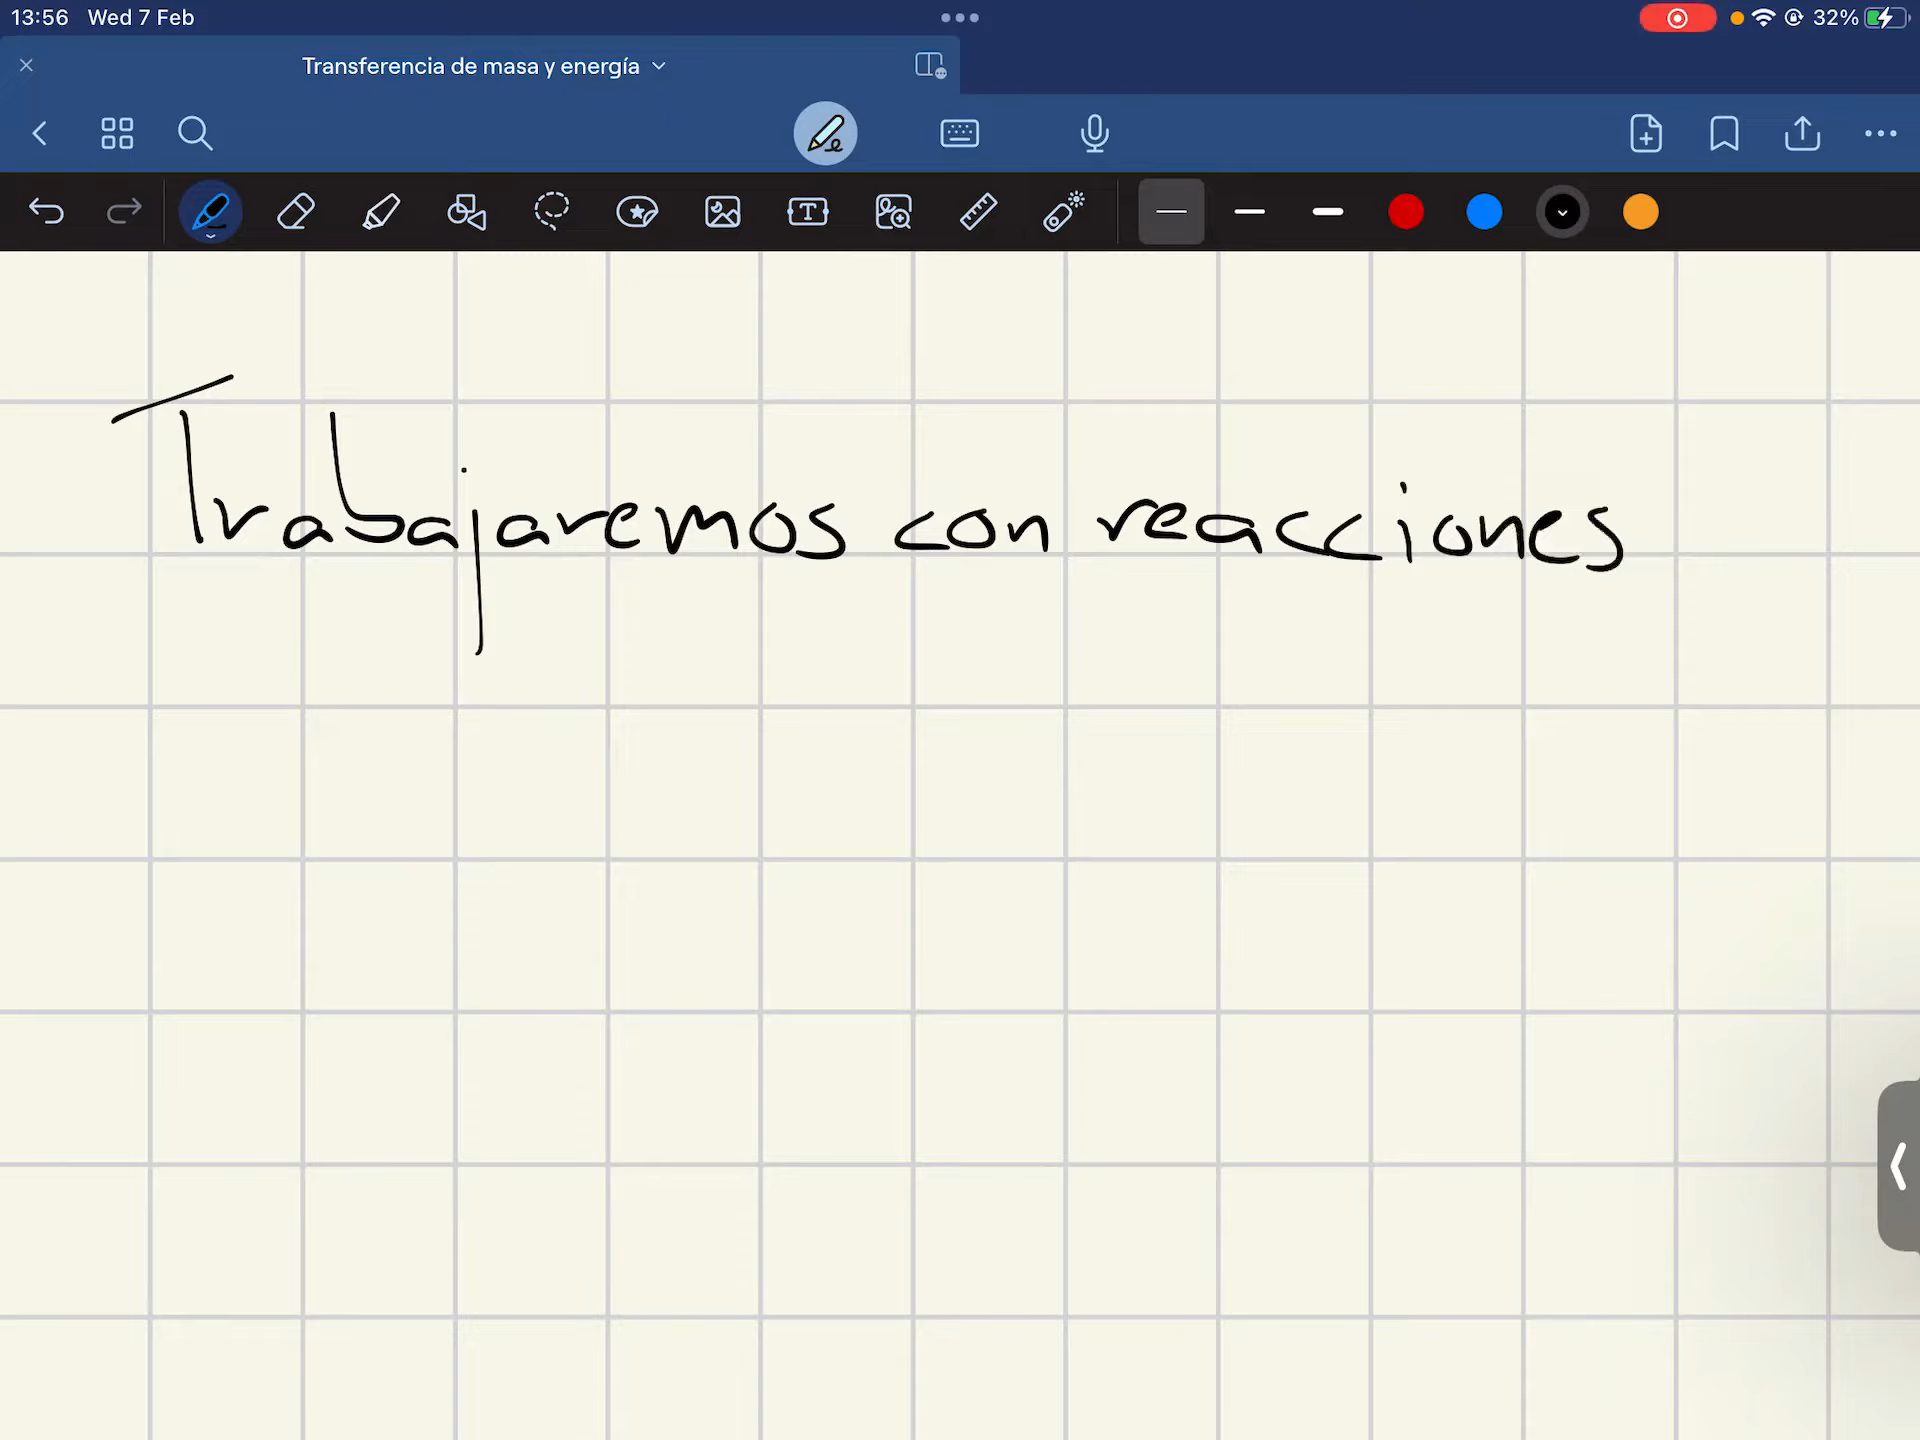 13:56 Wed 7 Feb 32%
Transferencia de masa y energía
Trabajaremos con reacciones